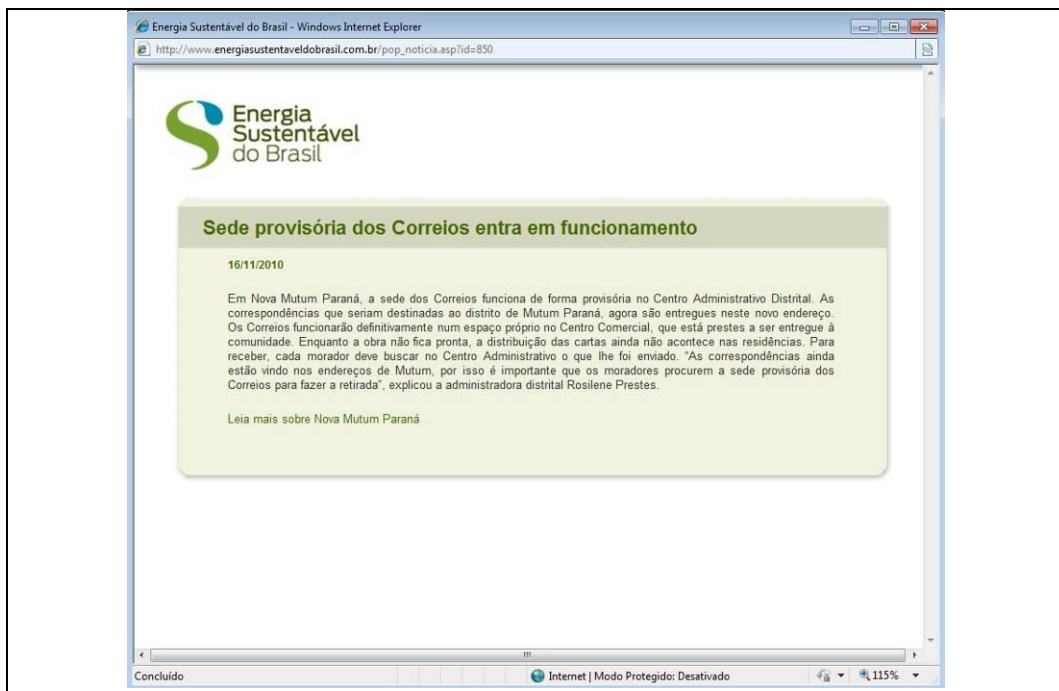 Energia Sustentável do Brasil - Windows Internet Explorer
http://www.energiasustentaveldobrasil.com.br/pop_noticia.asp?id=850
Energia
Sustentável
do Brasil
Sede provisória dos Correios entra em funcionamento
16/11/2010
Em Nova Mutum Paraná, a sede dos Correios funciona de forma provisória no Centro Administrativo Distrital. As
correspondências que seriam destinadas ao distrito de Mutum Paraná, agora são entregues neste novo endereço.
Os Correios funcionarão definitivamente num espaço próprio no Centro Comercial, que está prestes a ser entregue à
comunidade. Enquanto a obra não fica pronta, a distribuição das cartas ainda não acontece nas residências. Para
receber, cada morador deve buscar no Centro Administrativo o que lhe foi enviado. “As correspondências ainda
estão vindo nos endereços de Mutum, por isso é importante que os moradores procurem a sede provisória dos
Correios para fazer a retirada”, explicou a administradora distrital Rosilene Prestes.
Leia mais sobre Nova Mutum Paraná
Concluído
Internet | Modo Protegido: Desativado
115%